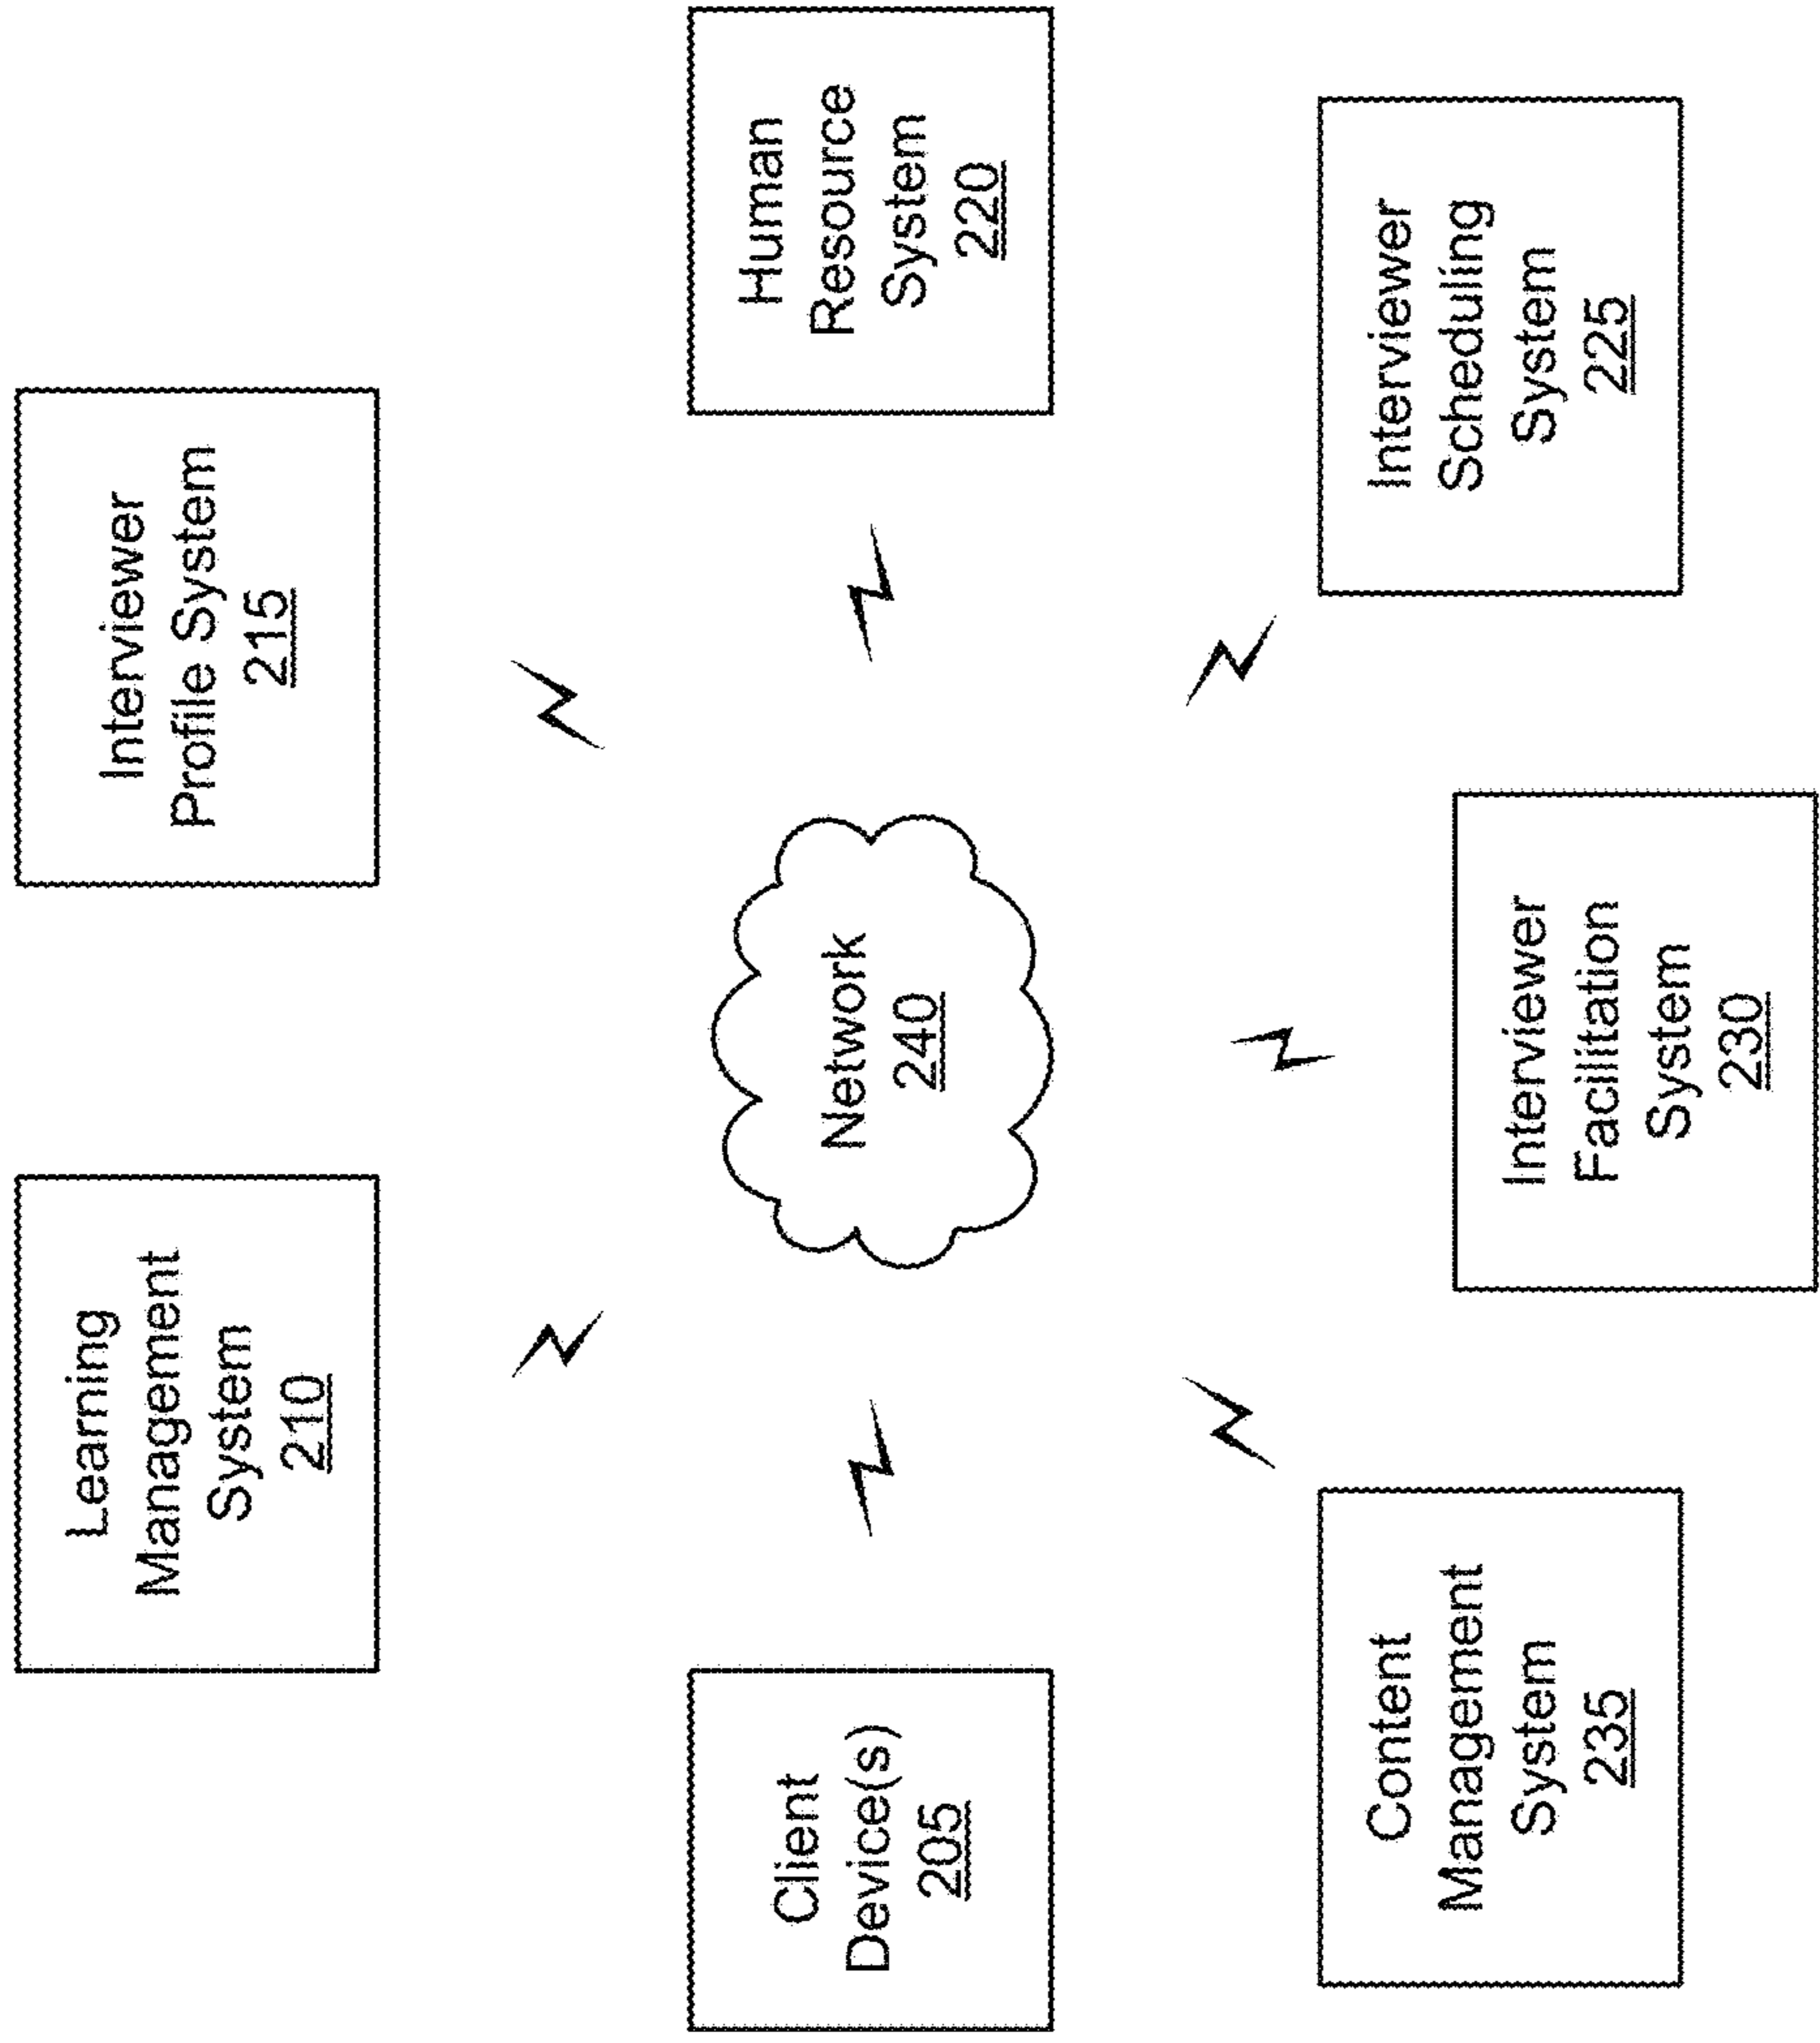 Learning
Management
System
210
Interviewer
Profile System
215
Client
Device(s)
205
Network
240
Human
Resource
System
220
Content
Management
System
235
Interviewer
Facilitation
System
230
Interviewer
Scheduling
System
225